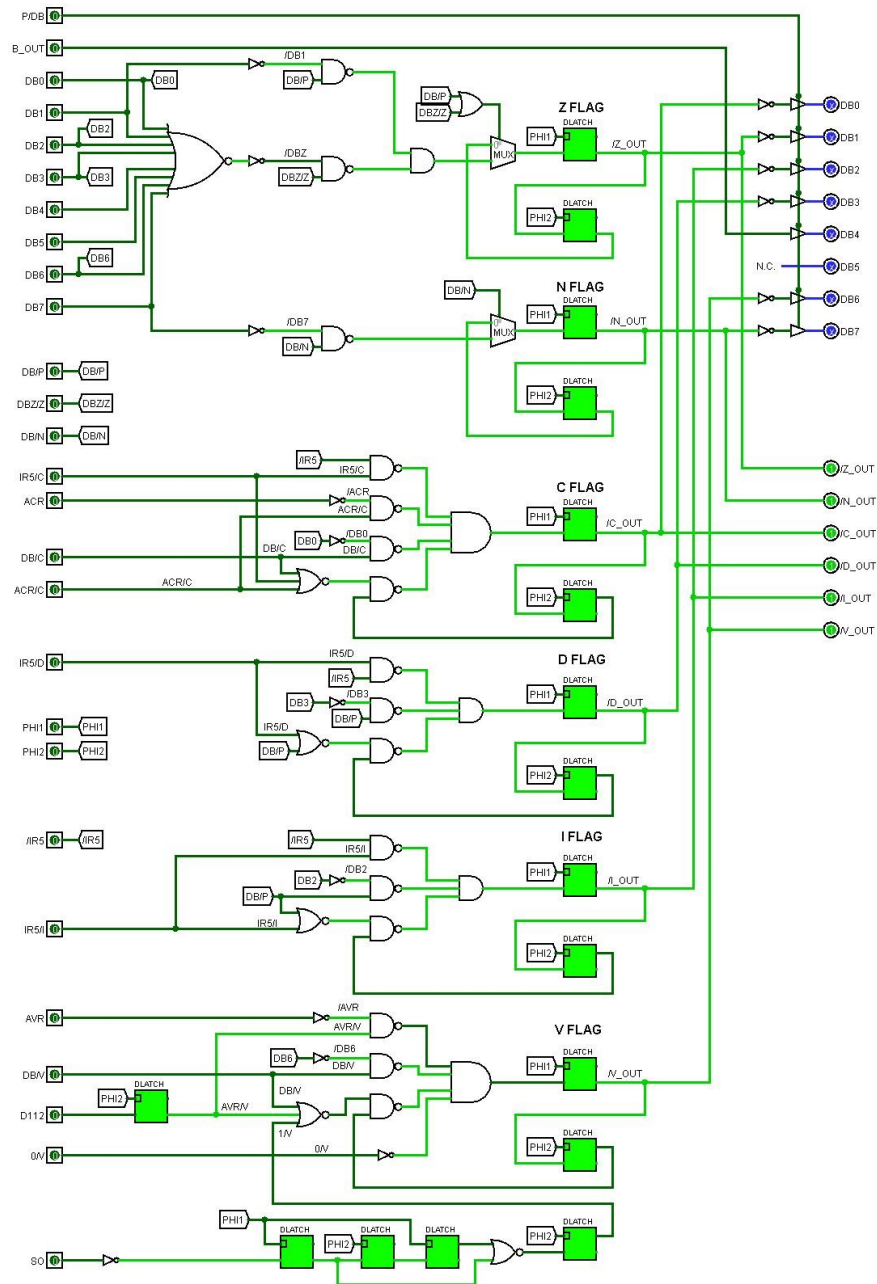 P/DB
B_OUT
/DB1
DB0
DB0
DB/P
DB/P
DBZ/Z
Z FLAG
DB0
DB1
DLATCH
PHI1
/Z_OUT
DB1
DB2
DB2
/DBZ
MUX
DB2
DB3
DB3
DBZ/Z
DLATCH
DB3
DB4
PHI2
DB4
DB5
DB6
N.C.
DB5
DB6
DB/N
N FLAG
DLATCH
DB6
DB7
/DB7
PHI1
/N_OUT
DB7
DB/N
MUX
DB/P
DB/P
DLATCH
PHI2
DBZ/Z
DBZ/Z
DB/N
DB/N
/IR5
/Z_OUT
IR5/C
IR5/C
C FLAG
ACR
/ACR
/N_OUT
ACR/C
DLATCH
PHI1
/C_OUT
/C_OUT
DB0
/DB0
DB/C
DB/C
DB/C
/D_OUT
ACR/C
ACR/C
DLATCH
PHI2
/I_OUT
/V_OUT
IR5/D
IR5/D
D FLAG
/IR5
DLATCH
PHI1
DB3
/DB3
/D_OUT
DB/P
PHI1
PHI1
IR5/D
PHI2
PHI2
DB/P
DLATCH
PHI2
/IR5
/IR5
/IR5
I FLAG
IR5/I
DLATCH
PHI1
DB2
/DB2
/I_OUT
DB/P
IR5/I
IR5/I
DLATCH
PHI2
/AVR
AVR
AVR/V
V FLAG
DLATCH
DB6
/DB6
PHI1
DB/V
DB/V
/V_OUT
DLATCH
DB/V
PHI2
D112
AVR/V
1/V
DLATCH
PHI2
0/V
0/V
PHI1
DLATCH
DLATCH
DLATCH
DLATCH
PHI2
PHI2
SO